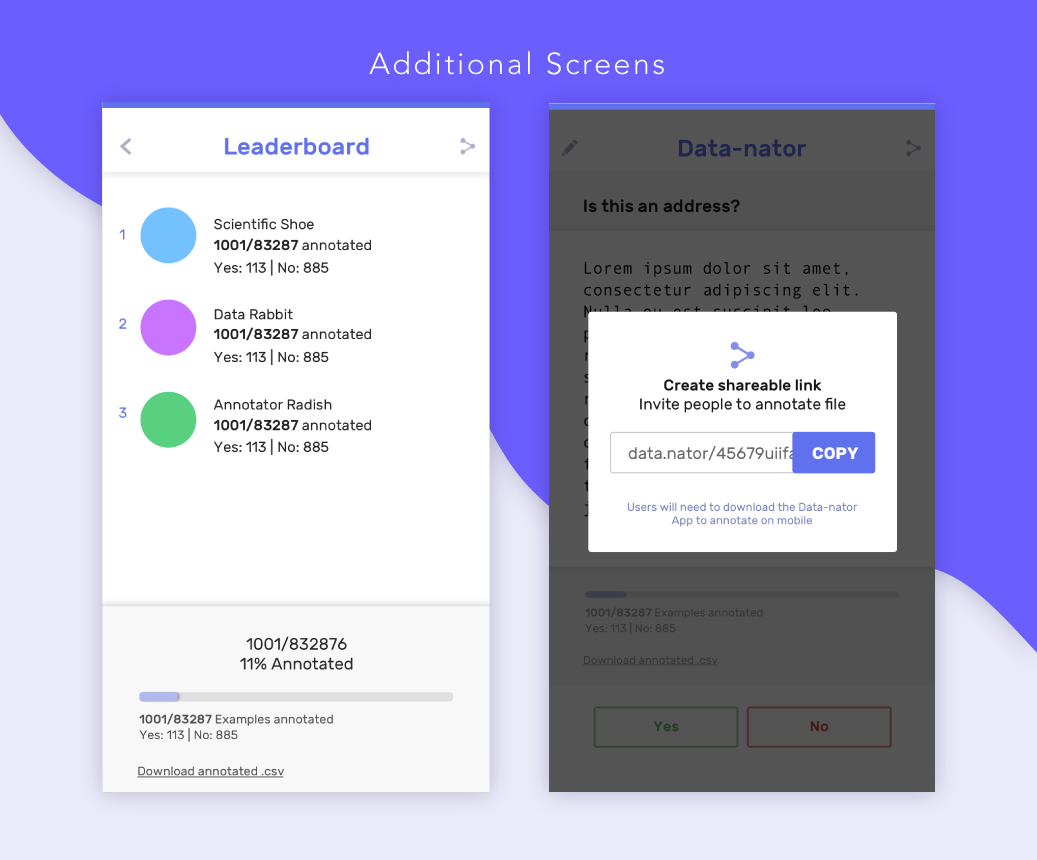 Additional Screens
Leaderboard
1
Scientific Shoe
1001/83287 annotated
Yes: 113 | No: 885
2
Data Rabbit
1001/83287 annotated
Yes: 113 | No: 885
3
Annotator Radish
1001/83287 annotated
Yes: 113 | No: 885
1001/832876
11% Annotated
1001/83287 Examples annotated
Yes: 113 | No: 885
Download annotated .csv
Data-nator
Is this an address?
Lorem ipsum dolor sit amet,
consectetur adipiscing elit.
Nulla eu est suscipit leo
Create shareable link
Invite people to annotate file
data.nator/45679uiifa
COPY
Users will need to download the Data-nator
App to annotate on mobile
1001/83287 Examples annotated
Yes: 113 | No: 885
Download annotated .csv
Yes
No